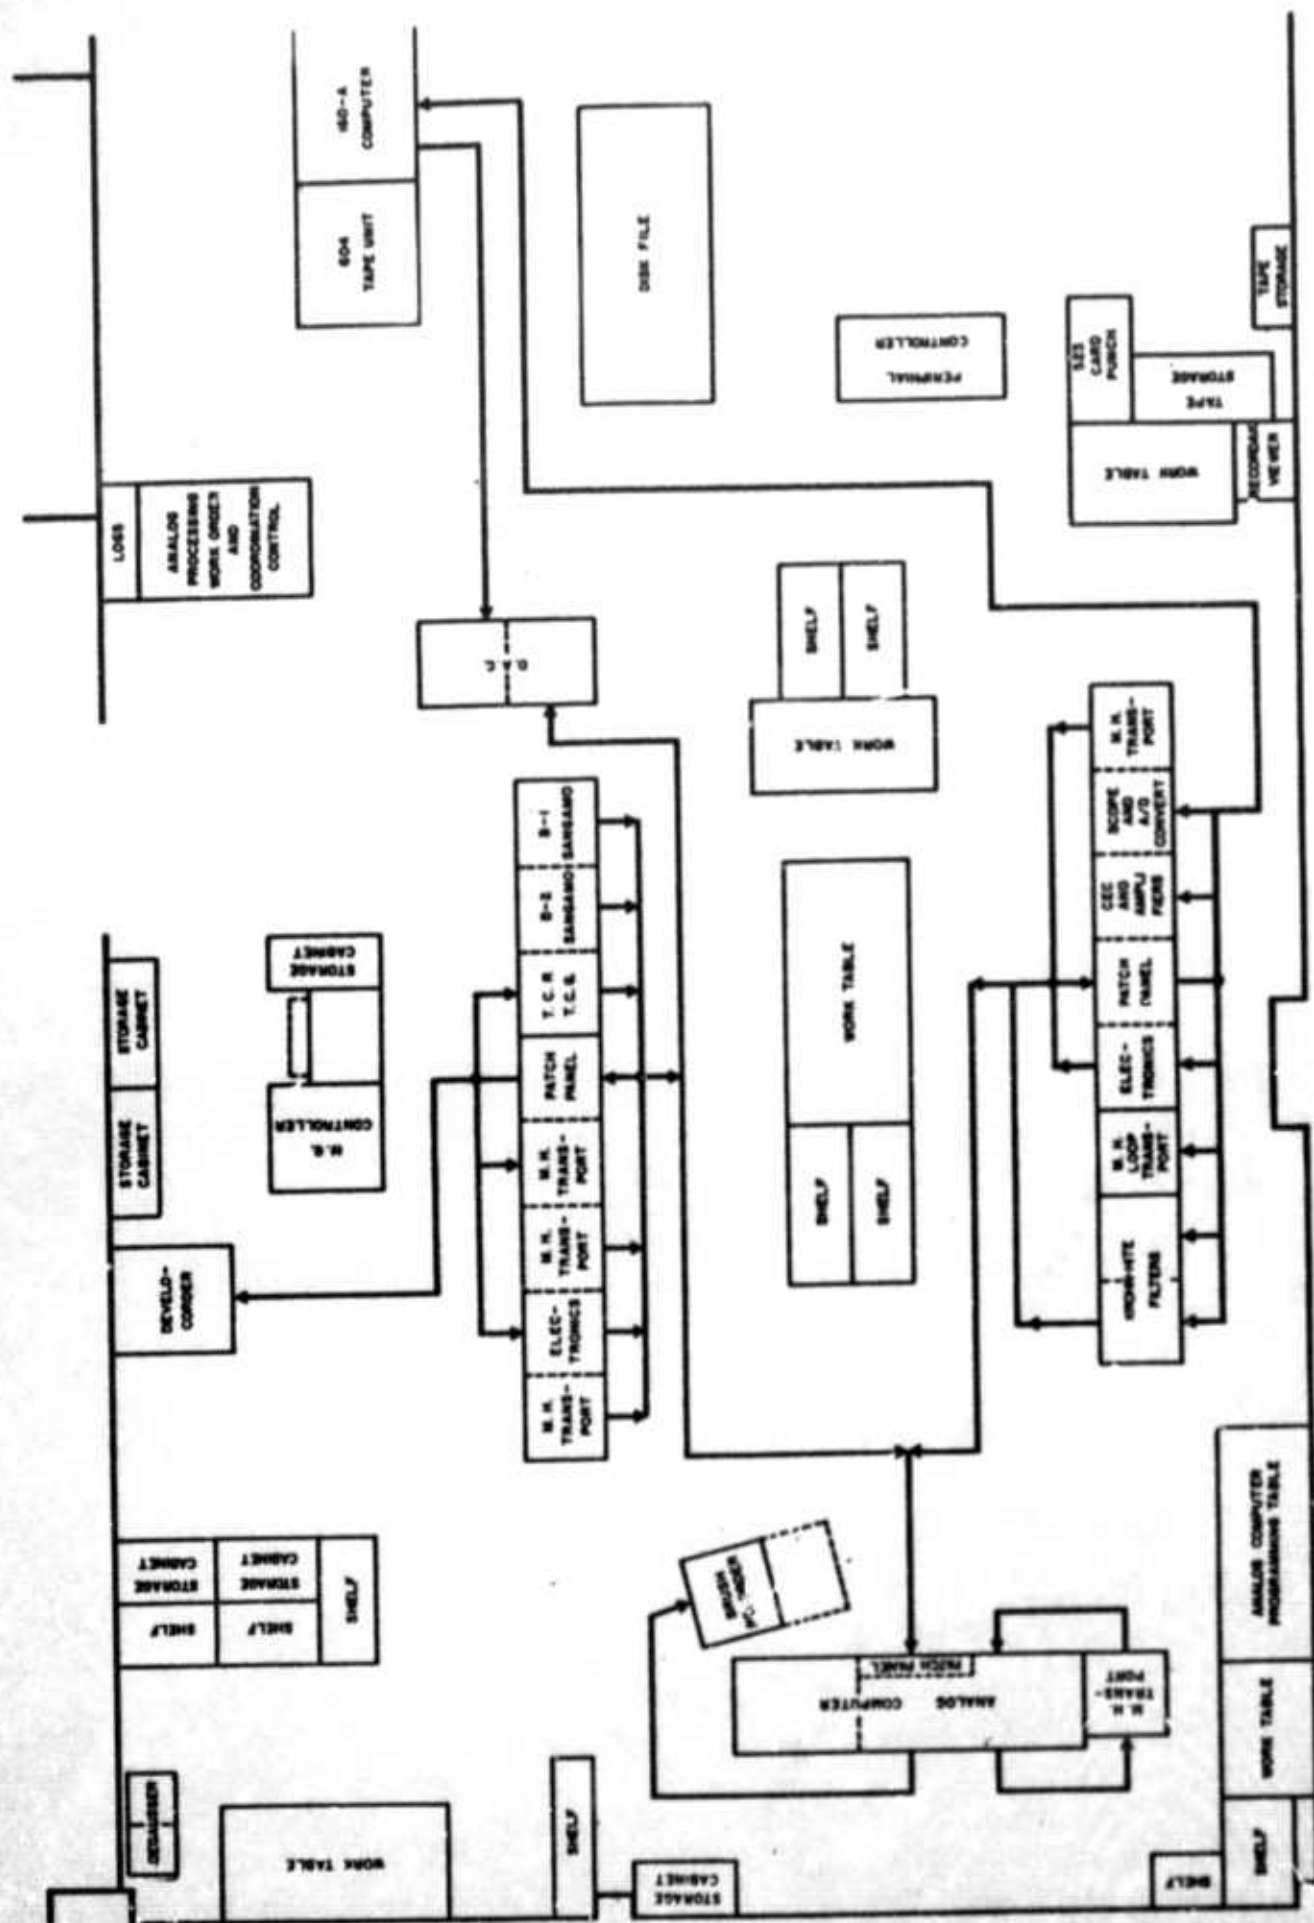 160-A
COMPUTER
604
TAPE UNIT
DISK FILE
PERIPHIAL
CONTROLLER
TAPE
STORAGE
523
CARD
PUNCH
TAPE
STORAGE
WORK TABLE
RECORDAK
VIEWER
LOGS
ANALOG
PROCESSING
WORK ORDER
AND
COORDINATION
CONTROL
D.A.C.
SHELF
SHELF
WORK TABLE
WORK TABLE
SHELF
SHELF
STORAGE
CABINET
STORAGE
CABINET
STORAGE
CABINET
CONTROLLER
DEVELO-
CORDER
B-1
SANGAMO
B-2
SANGAMO
T.C.R.
T.C.G.
PATCH
PANEL
M.H.
TRANS-
PORT
M.H.
TRANS-
PORT
ELEC-
TRONICS
M.H.
TRANS-
PORT
M.H.
TRANS-
PORT
SCOPE
AND
A/D
CONVERT
CEC
AND
AMPLI
FIERS
PATCH
PANEL
ELEC-
TRONICS
M.H.
LOOP
TRANS-
PORT
KROHNHITE
FILTERS
STORAGE
CABINET
STORAGE
CABINET
SHELF
SHELF
SHELF
BRUSH
PATCH PANEL
ANALOG COMPUTER
M.H.
TRANS-
PORT
ANALOG COMPUTER
PROGRAMMING TABLE
WORK TABLE
SHELF
SHELF
DEGAUSSER
WORK TABLE
SHELF
STORAGE
CABINET